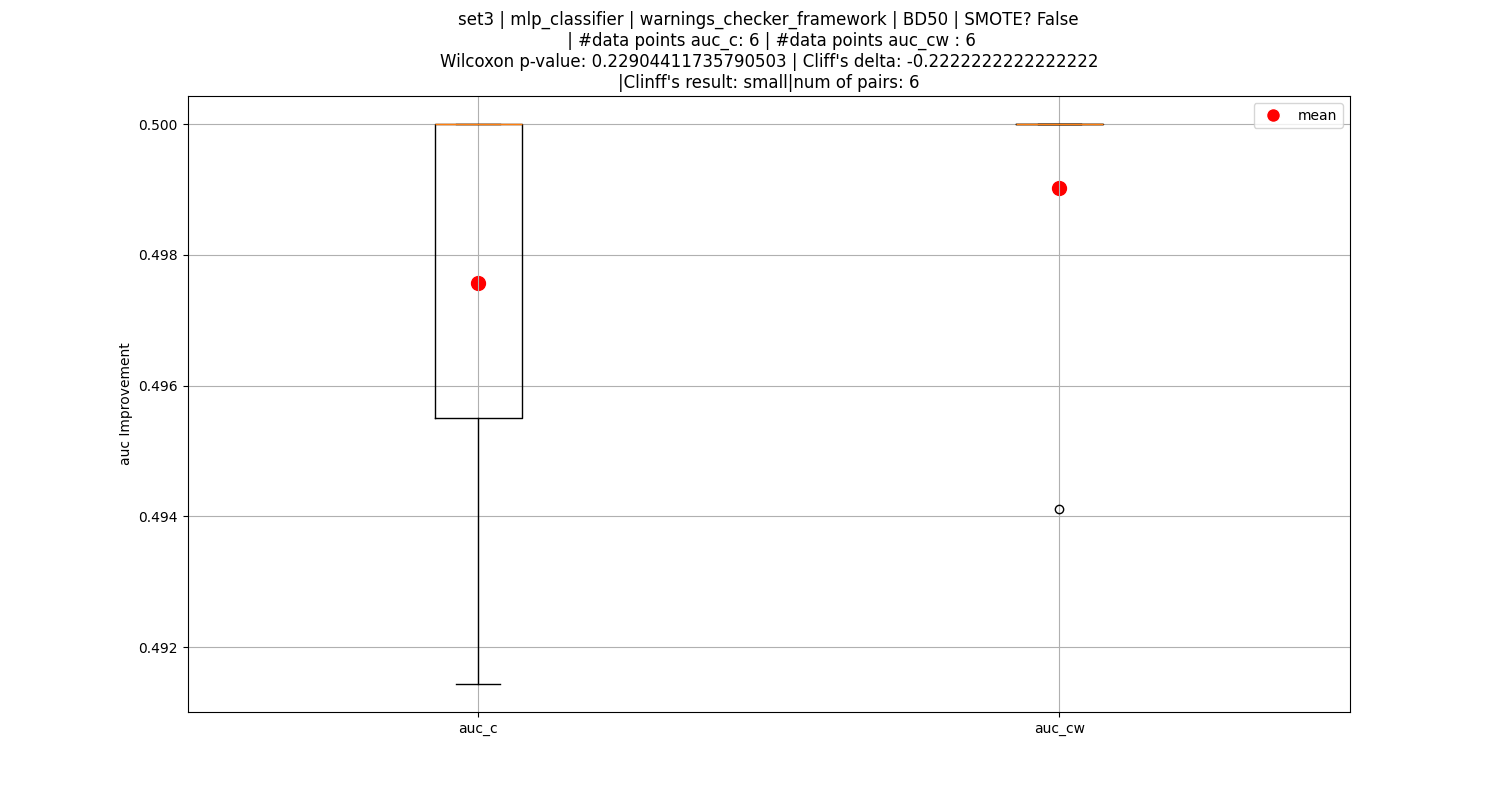 set3 | mlp_classifier | warnings_checker_framework | BD50 | SMOTE? False
| #data points auc_c: 6 | #data points auc_cw : 6
Wilcoxon p-value: 0.22904411735790503 | Cliff's delta: -0.2222222222222222
|Clinff's result: small|num of pairs: 6
mean
0.500
0.498
0.496
0.494
0.492
auc Improvement
auc_c
auc_cw